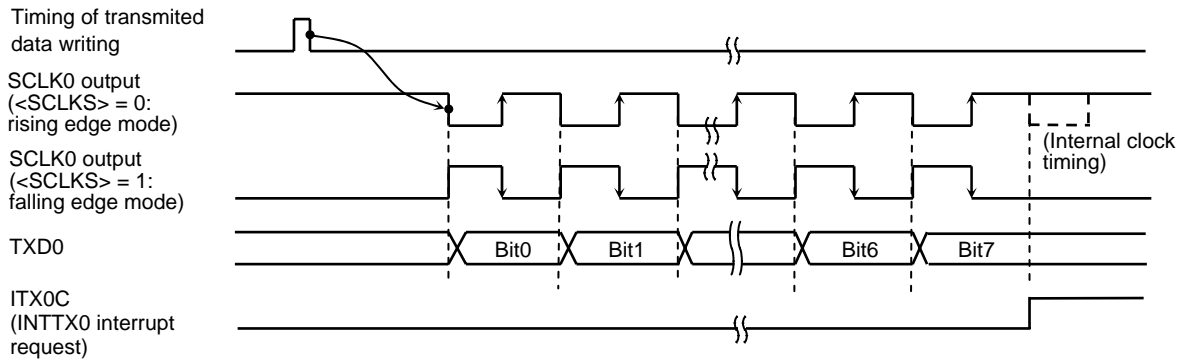 Timing of transmited
data writing
SCLK0 output
(<SCLKS> = 0:
rising edge mode)
(Internal clock
timing)
SCLK0 output
(<SCLKS> = 1:
falling edge mode)
TXD0
Bit0
Bit1
Bit6
Bit7
ITX0C
(INTTX0 interrupt
request)